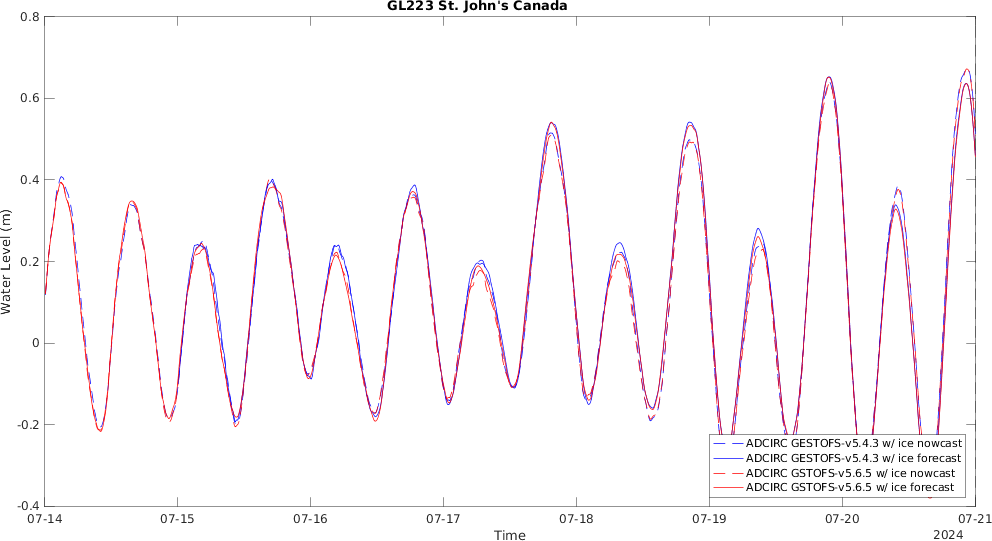 GL223 St. John's Canada
0.8
0.6
0.4
0.2
0
-0.2
-0.4
Water Level (m)
ADCIRC GESTOFS-v5.4.3 w/ ice nowcast
ADCIRC GESTOFS-v5.4.3 w/ ice forecast
ADCIRC GSTOFS-v5.6.5 w/ ice nowcast
ADCIRC GSTOFS-v5.6.5 w/ ice forecast
07-14 07-15 07-16 07-17 07-18 07-19 07-20 07-21
Time 2024